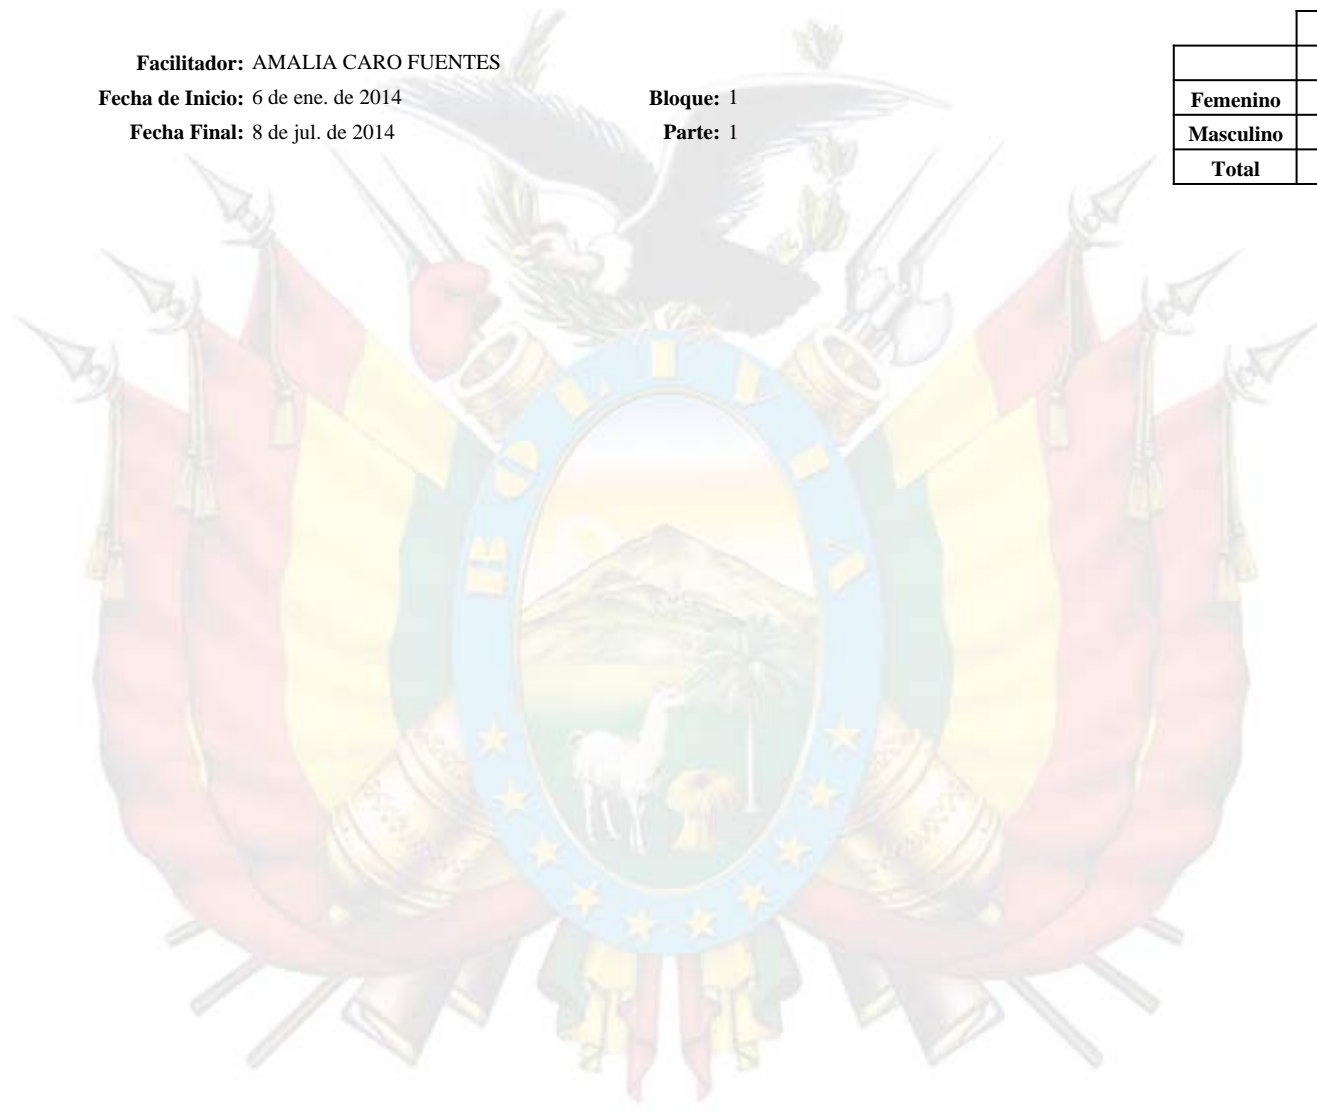 Facilitador: AMALIA CARO FUENTES
Fecha de Inicio: 6 de ene. de 2014 Bloque: 1
Femenino
Fecha Final: 8 de jul. de 2014 Parte: 1
Masculino
Total
BOLIVIA